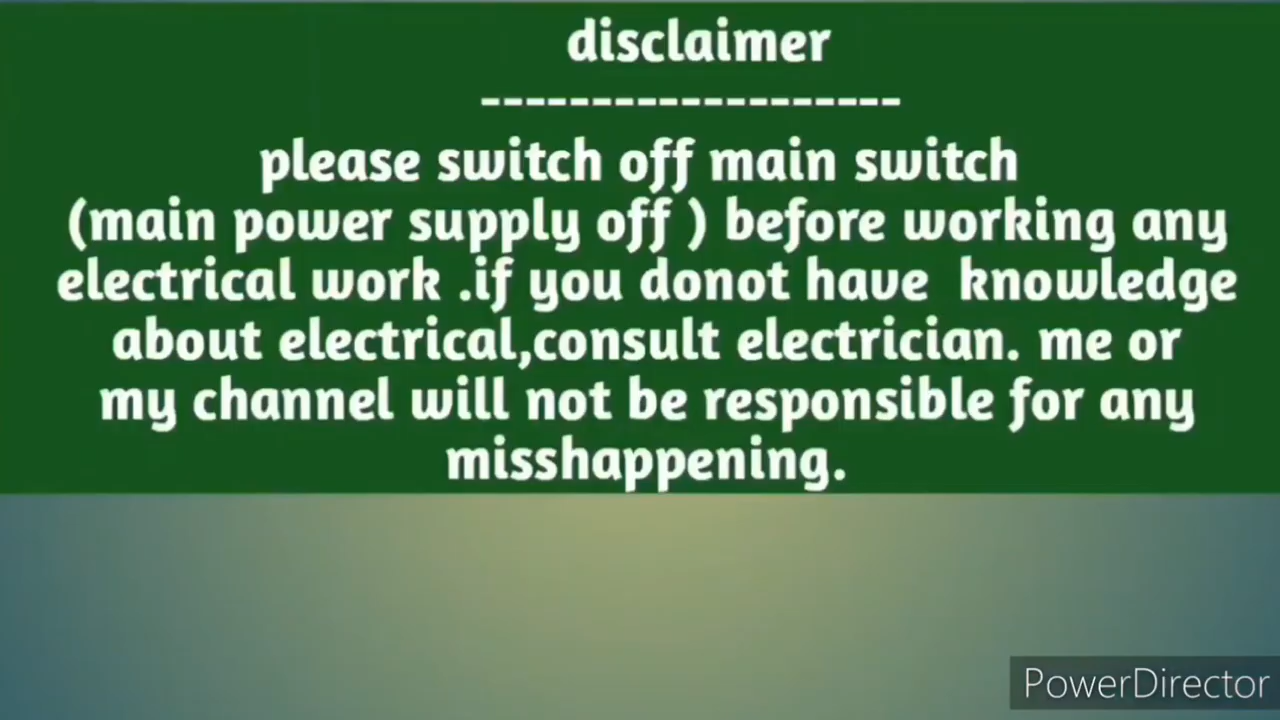 disclaimer
-------------------
please switch off main switch
(main power supply off ) before working any
electrical work .if you donot have  knowledge
about electrical,consult electrician. me or
my channel will not be responsible for any
misshappening.
PowerDirector